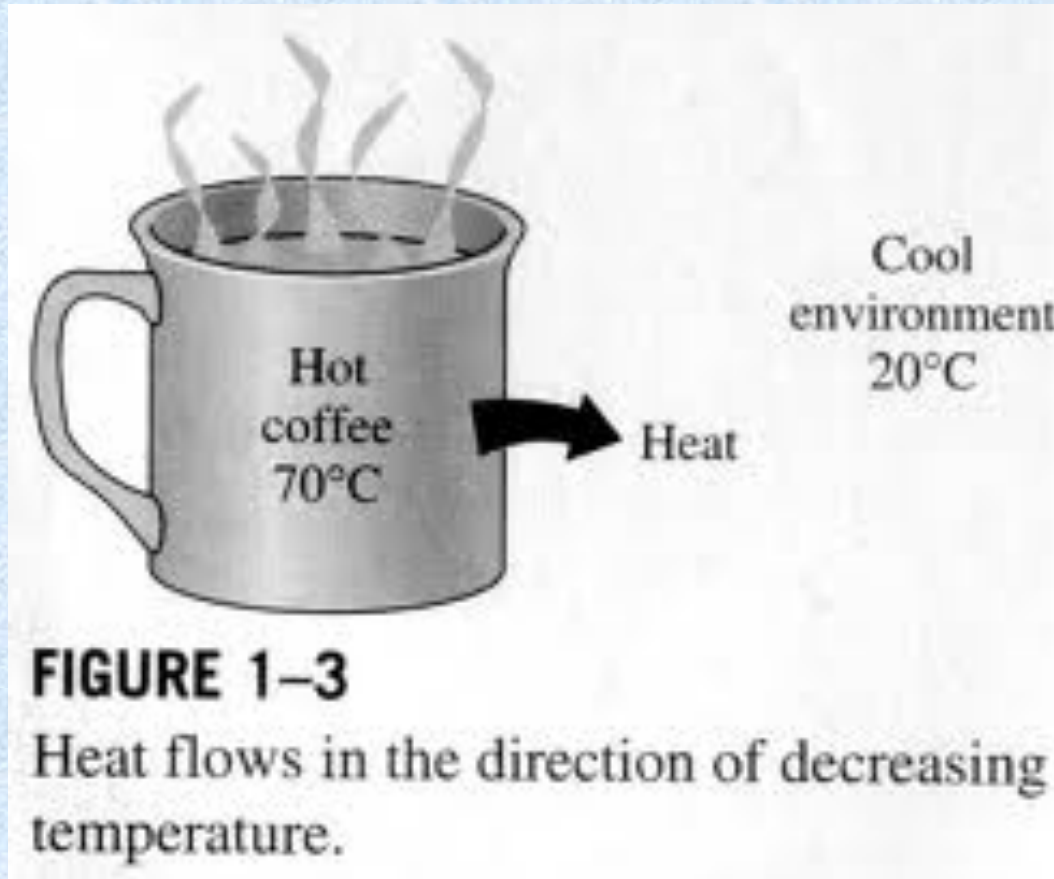 Hot
coffee
70°C
Heat
Cool
environment
20°C
FIGURE 1–3
Heat flows in the direction of decreasing
temperature.